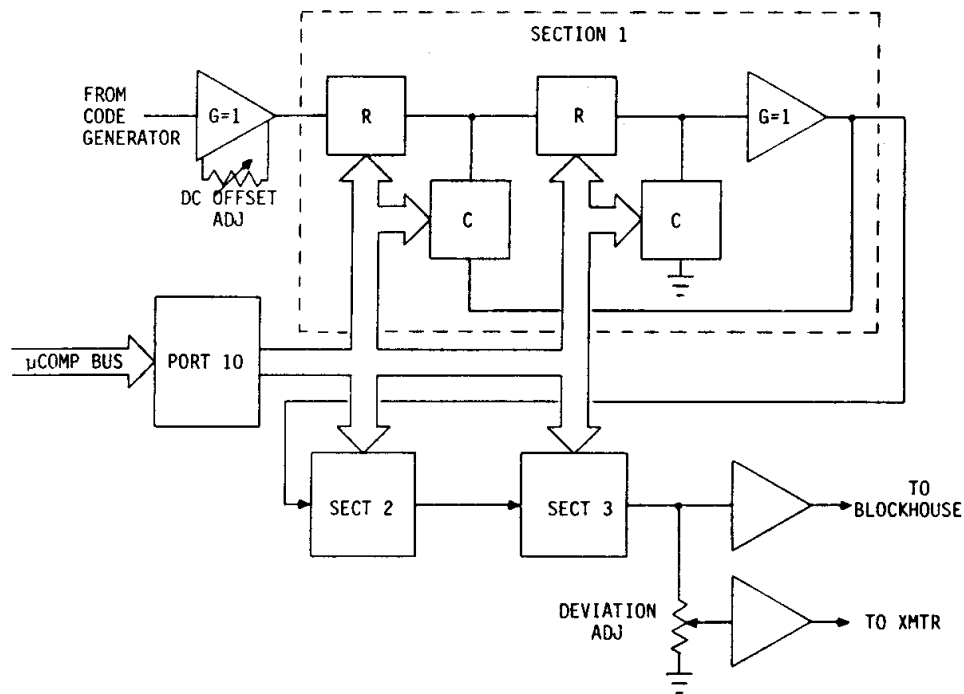 SECTION 1
FROM
CODE
GENERATOR
G=1
DC OFFSET
ADJ
R
R
G=1
C
C
µCOMP BUS
PORT 10
SECT 2
SECT 3
TO
BLOCKHOUSE
DEVIATION
ADJ
TO XMTR